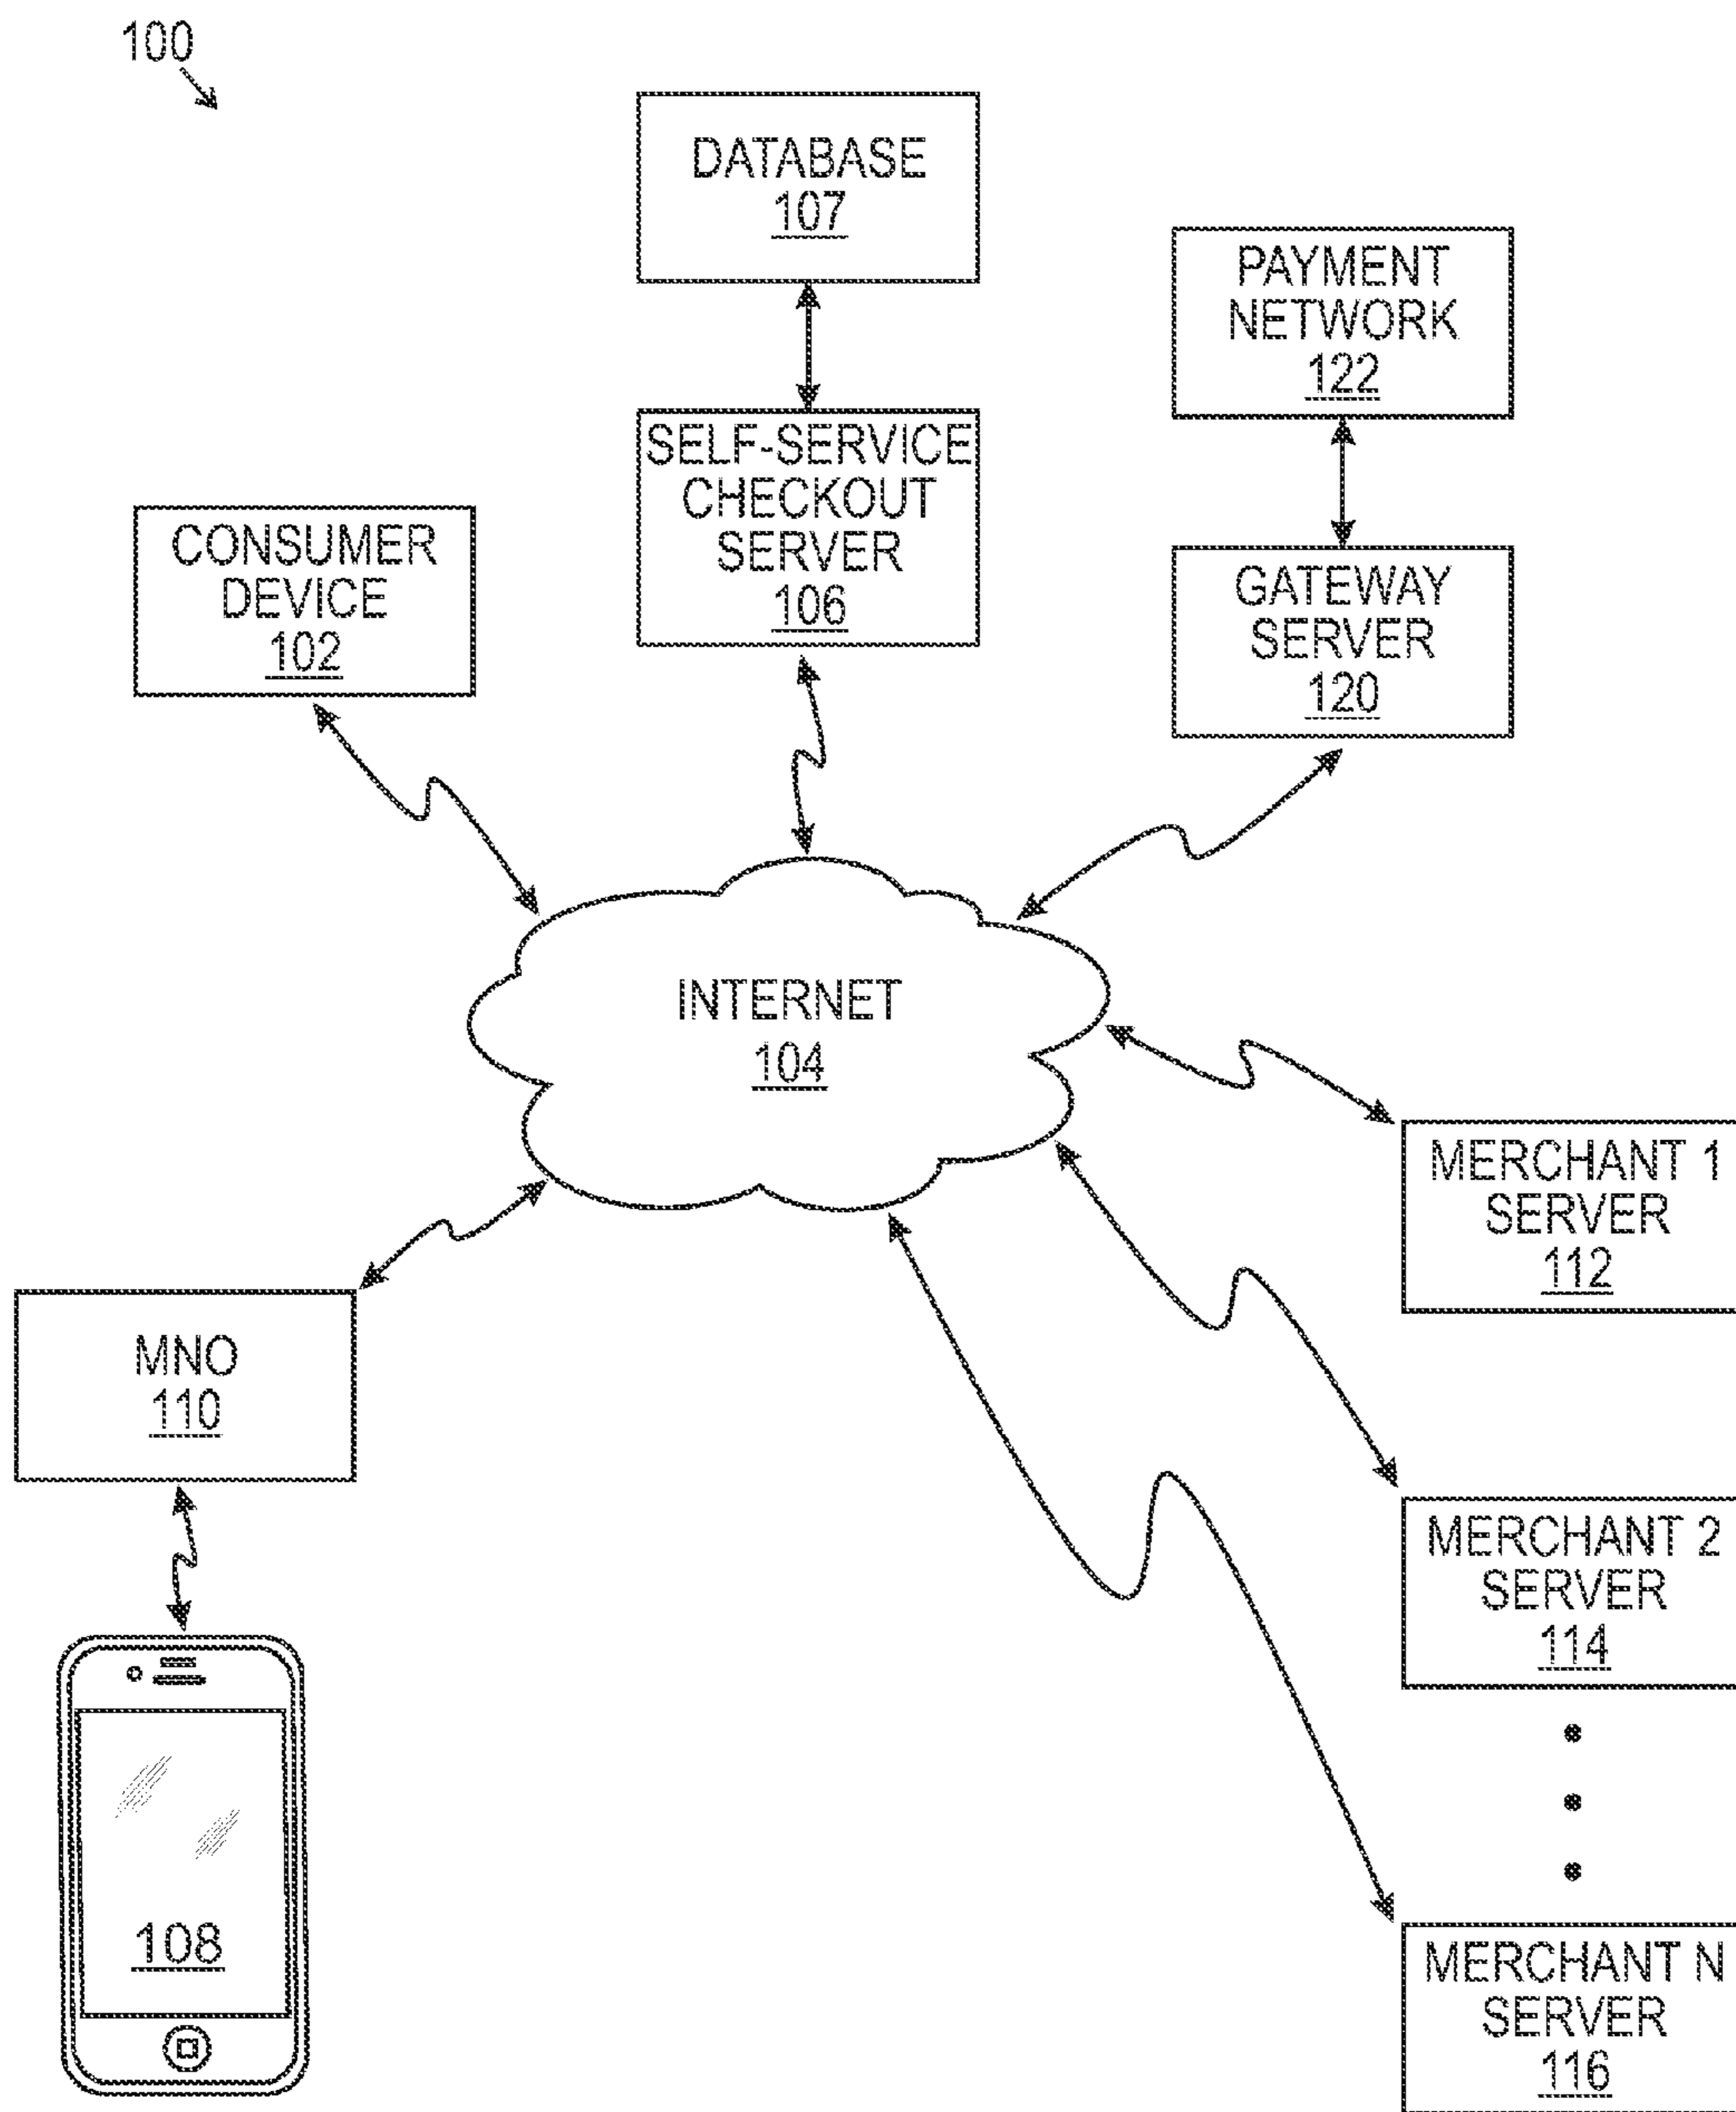 100
DATABASE
107
PAYMENT
NETWORK
122
SELF-SERVICE
CHECKOUT
SERVER
106
CONSUMER
DEVICE
102
GATEWAY
SERVER
120
INTERNET
104
MERCHANT 1
SERVER
112
MNO
110
MERCHANT 2
SERVER
114
108
MERCHANT N
SERVER
116